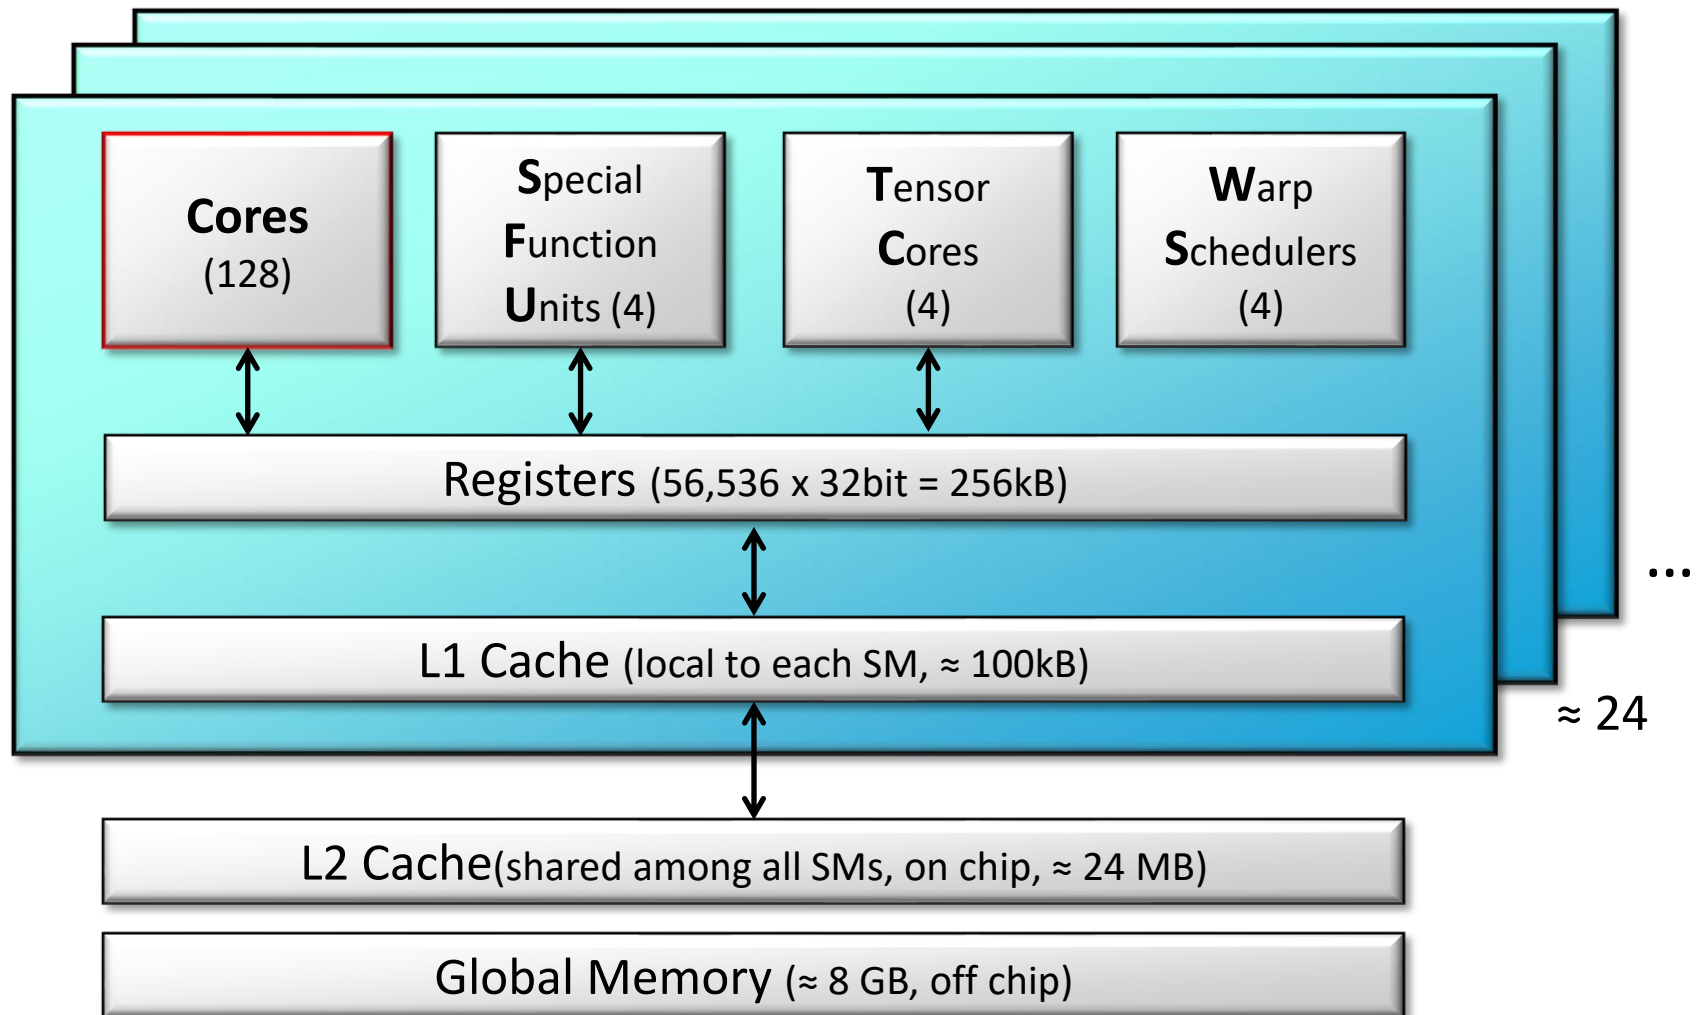 Cores
(128)
Special
Function
Units (4)
Tensor
Cores
(4)
Warp
Schedulers
(4)
Registers (56,536 x 32bit = 256kB)
...
L1 Cache (local to each SM, ≈ 100kB)
≈ 24
L2 Cache(shared among all SMs, on chip, ≈ 24 MB)
Global Memory (≈ 8 GB, off chip)